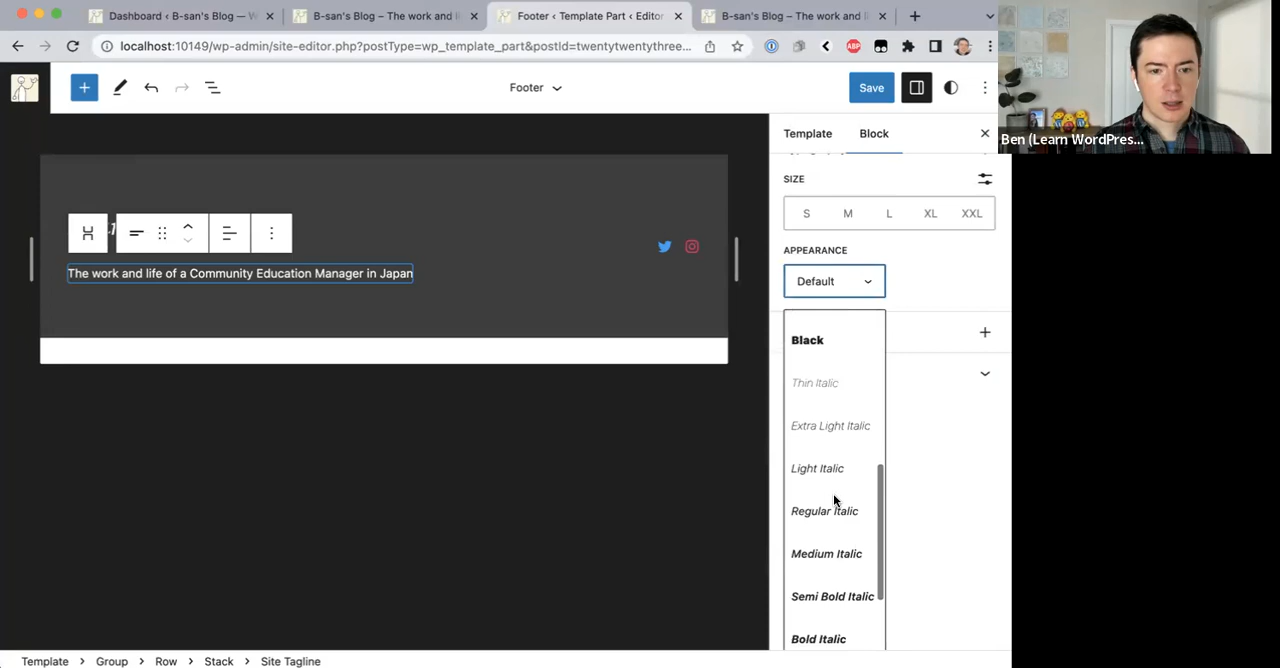 Dashboard ‹ B-san's Blog — W
B-san's Blog – The work and li
Footer ‹ Template Part ‹ Editor
B-san's Blog – The work and li
localhost:10149/wp-admin/site-editor.php?postType=wp_template_part&postId=twentytwentythree...
ABP
Footer
Save
Ben (Learn WordPres...
Template
Block
SIZE
S M L XL XXL
APPEARANCE
Default
The work and life of a Community Education Manager in Japan
Black
Thin Italic
Extra Light Italic
Light Italic
Regular Italic
Medium Italic
Semi Bold Italic
Bold Italic
Template > Group > Row > Stack > Site Tagline